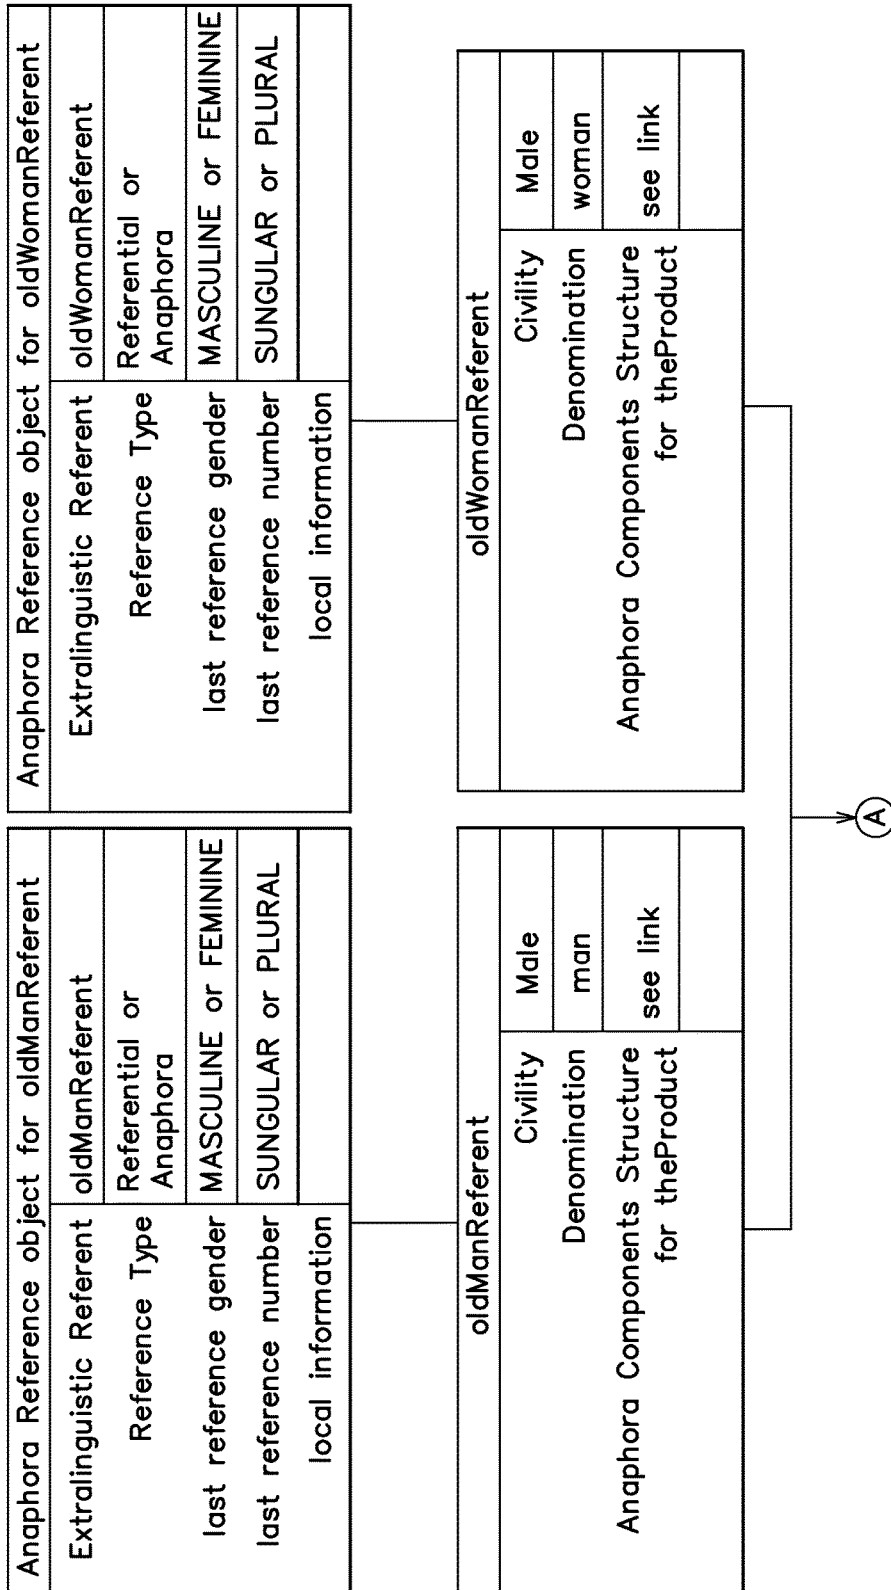 Anaphora Reference object for oldManReferent
Extralinguistic Referent oldManReferent
Reference Type Referential or
Anaphora
last reference gender MASCULINE or FEMININE
last reference number SUNGULAR or PLURAL
local information
Anaphora Reference object for oldWomanReferent
Extralinguistic Referent oldWomanReferent
Reference Type Referential or
Anaphora
last reference gender MASCULINE or FEMININE
last reference number SUNGULAR or PLURAL
local information
oldManReferent
Civility Male
Denomination man
Anaphora Components Structure see link
for theProduct
oldWomanReferent
Civility Male
Denomination woman
Anaphora Components Structure see link
for theProduct
A